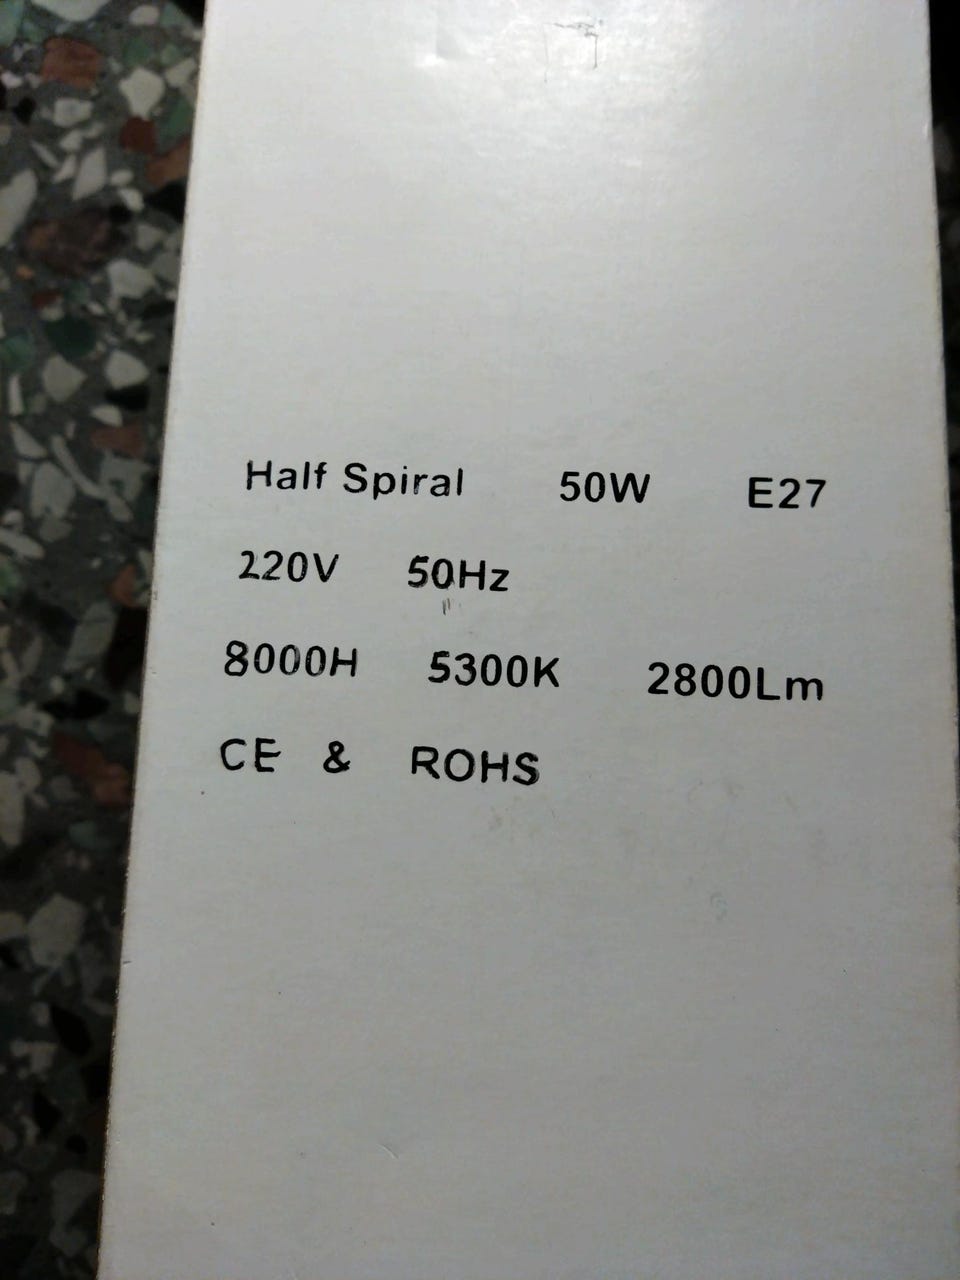 Half Spiral 50W E27
220V 50Hz
8000H 5300K 2800Lm
CE & ROHS